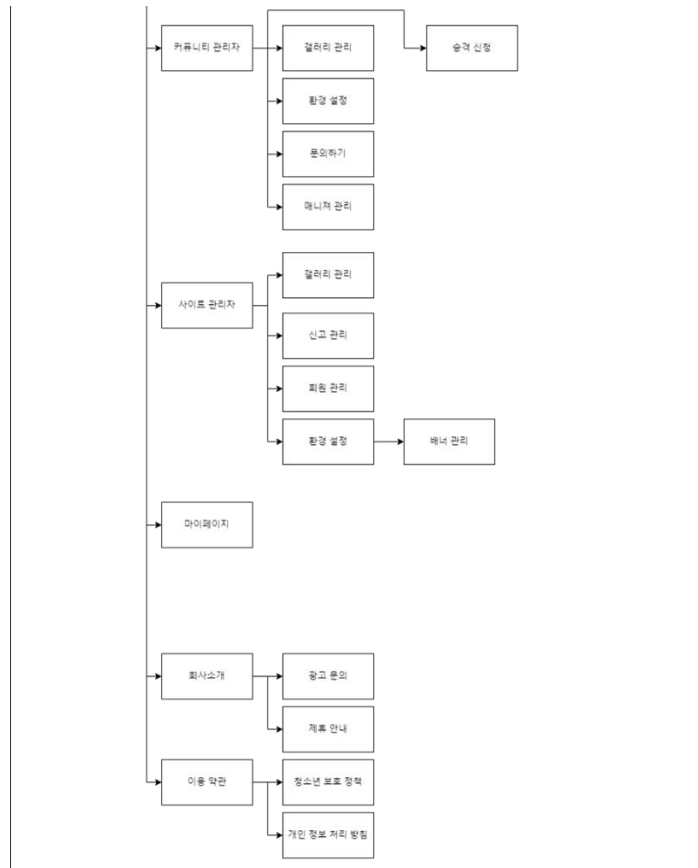 커뮤니티 관리자
갤러리 관리
승격 신청
환경 설정
문의하기
매니져 관리
사이트 관리자
갤러리 관리
신고 관리
회원 관리
환경 설정
배너 관리
마이페이지
회사소개
광고 문의
제휴 안내
이용 약관
청소년 보호 정책
개인 정보 처리 방침